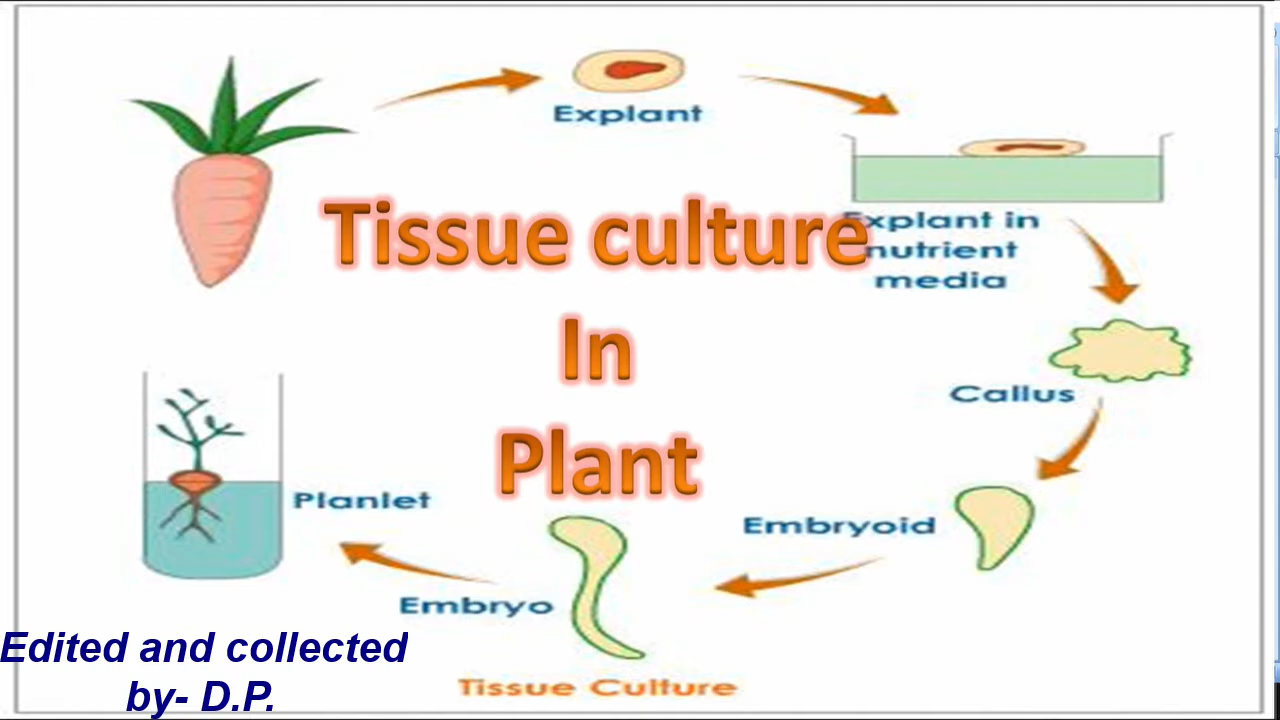 Explant
Tissue culture
In
Plant
Explant in
nutrient
media
Callus
Embryoid
Embryo
Planlet
Tissue Culture
Edited and collected
by- D.P.